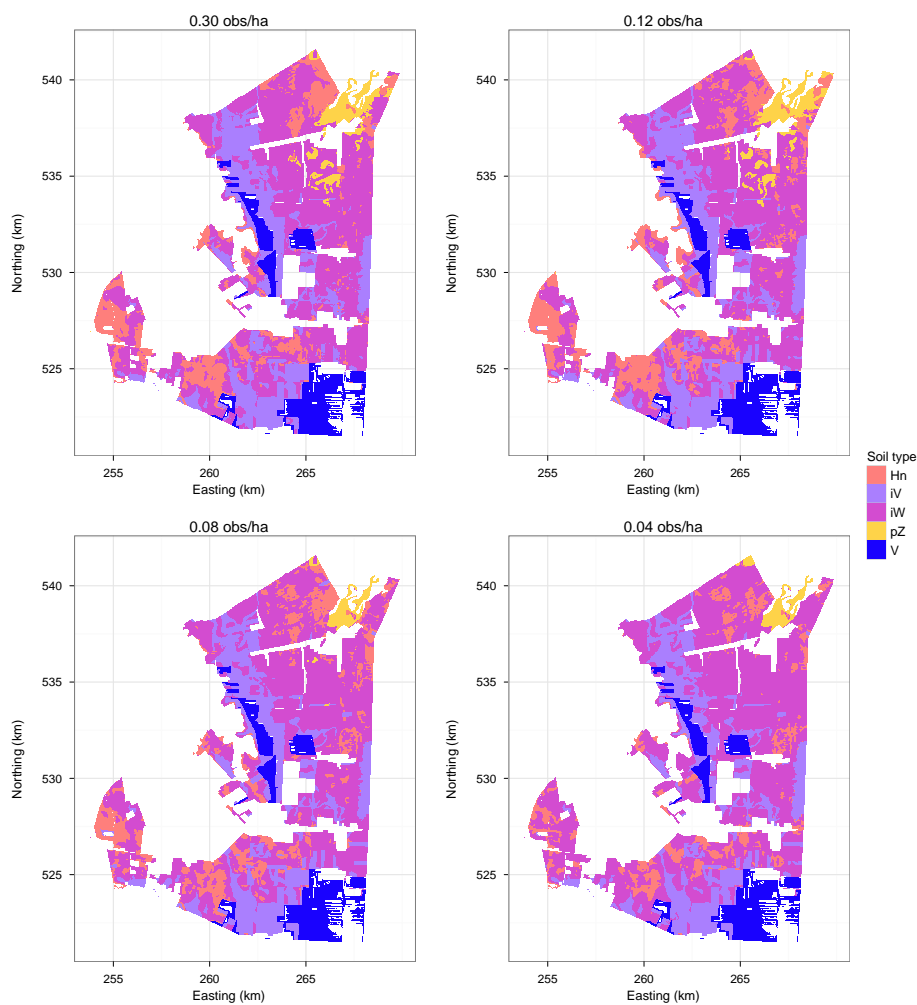 0.30 obs/ha
0.12 obs/ha
540
535
530
525
Northing (km)
255
260
265
Easting (km)
540
535
530
525
Northing (km)
255
260
265
Easting (km)
Soil type
Hn
iV
iW
pZ
V
0.08 obs/ha
0.04 obs/ha
540
535
530
525
Northing (km)
255
260
265
Easting (km)
540
535
530
525
Northing (km)
255
260
265
Easting (km)